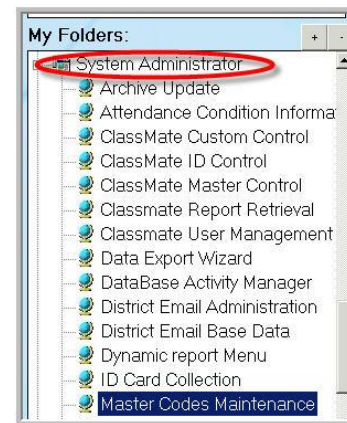 My Folders: + -
System Administrator
Archive Update
Attendance Condition Informa
ClassMate Custom Control
ClassMate ID Control
ClassMate Master Control
Classmate Report Retrieval
Classmate User Management
Data Export Wizard
DataBase Activity Manager
District Email Administration
District Email Base Data
Dynamic report Menu
ID Card Collection
Master Codes Maintenance